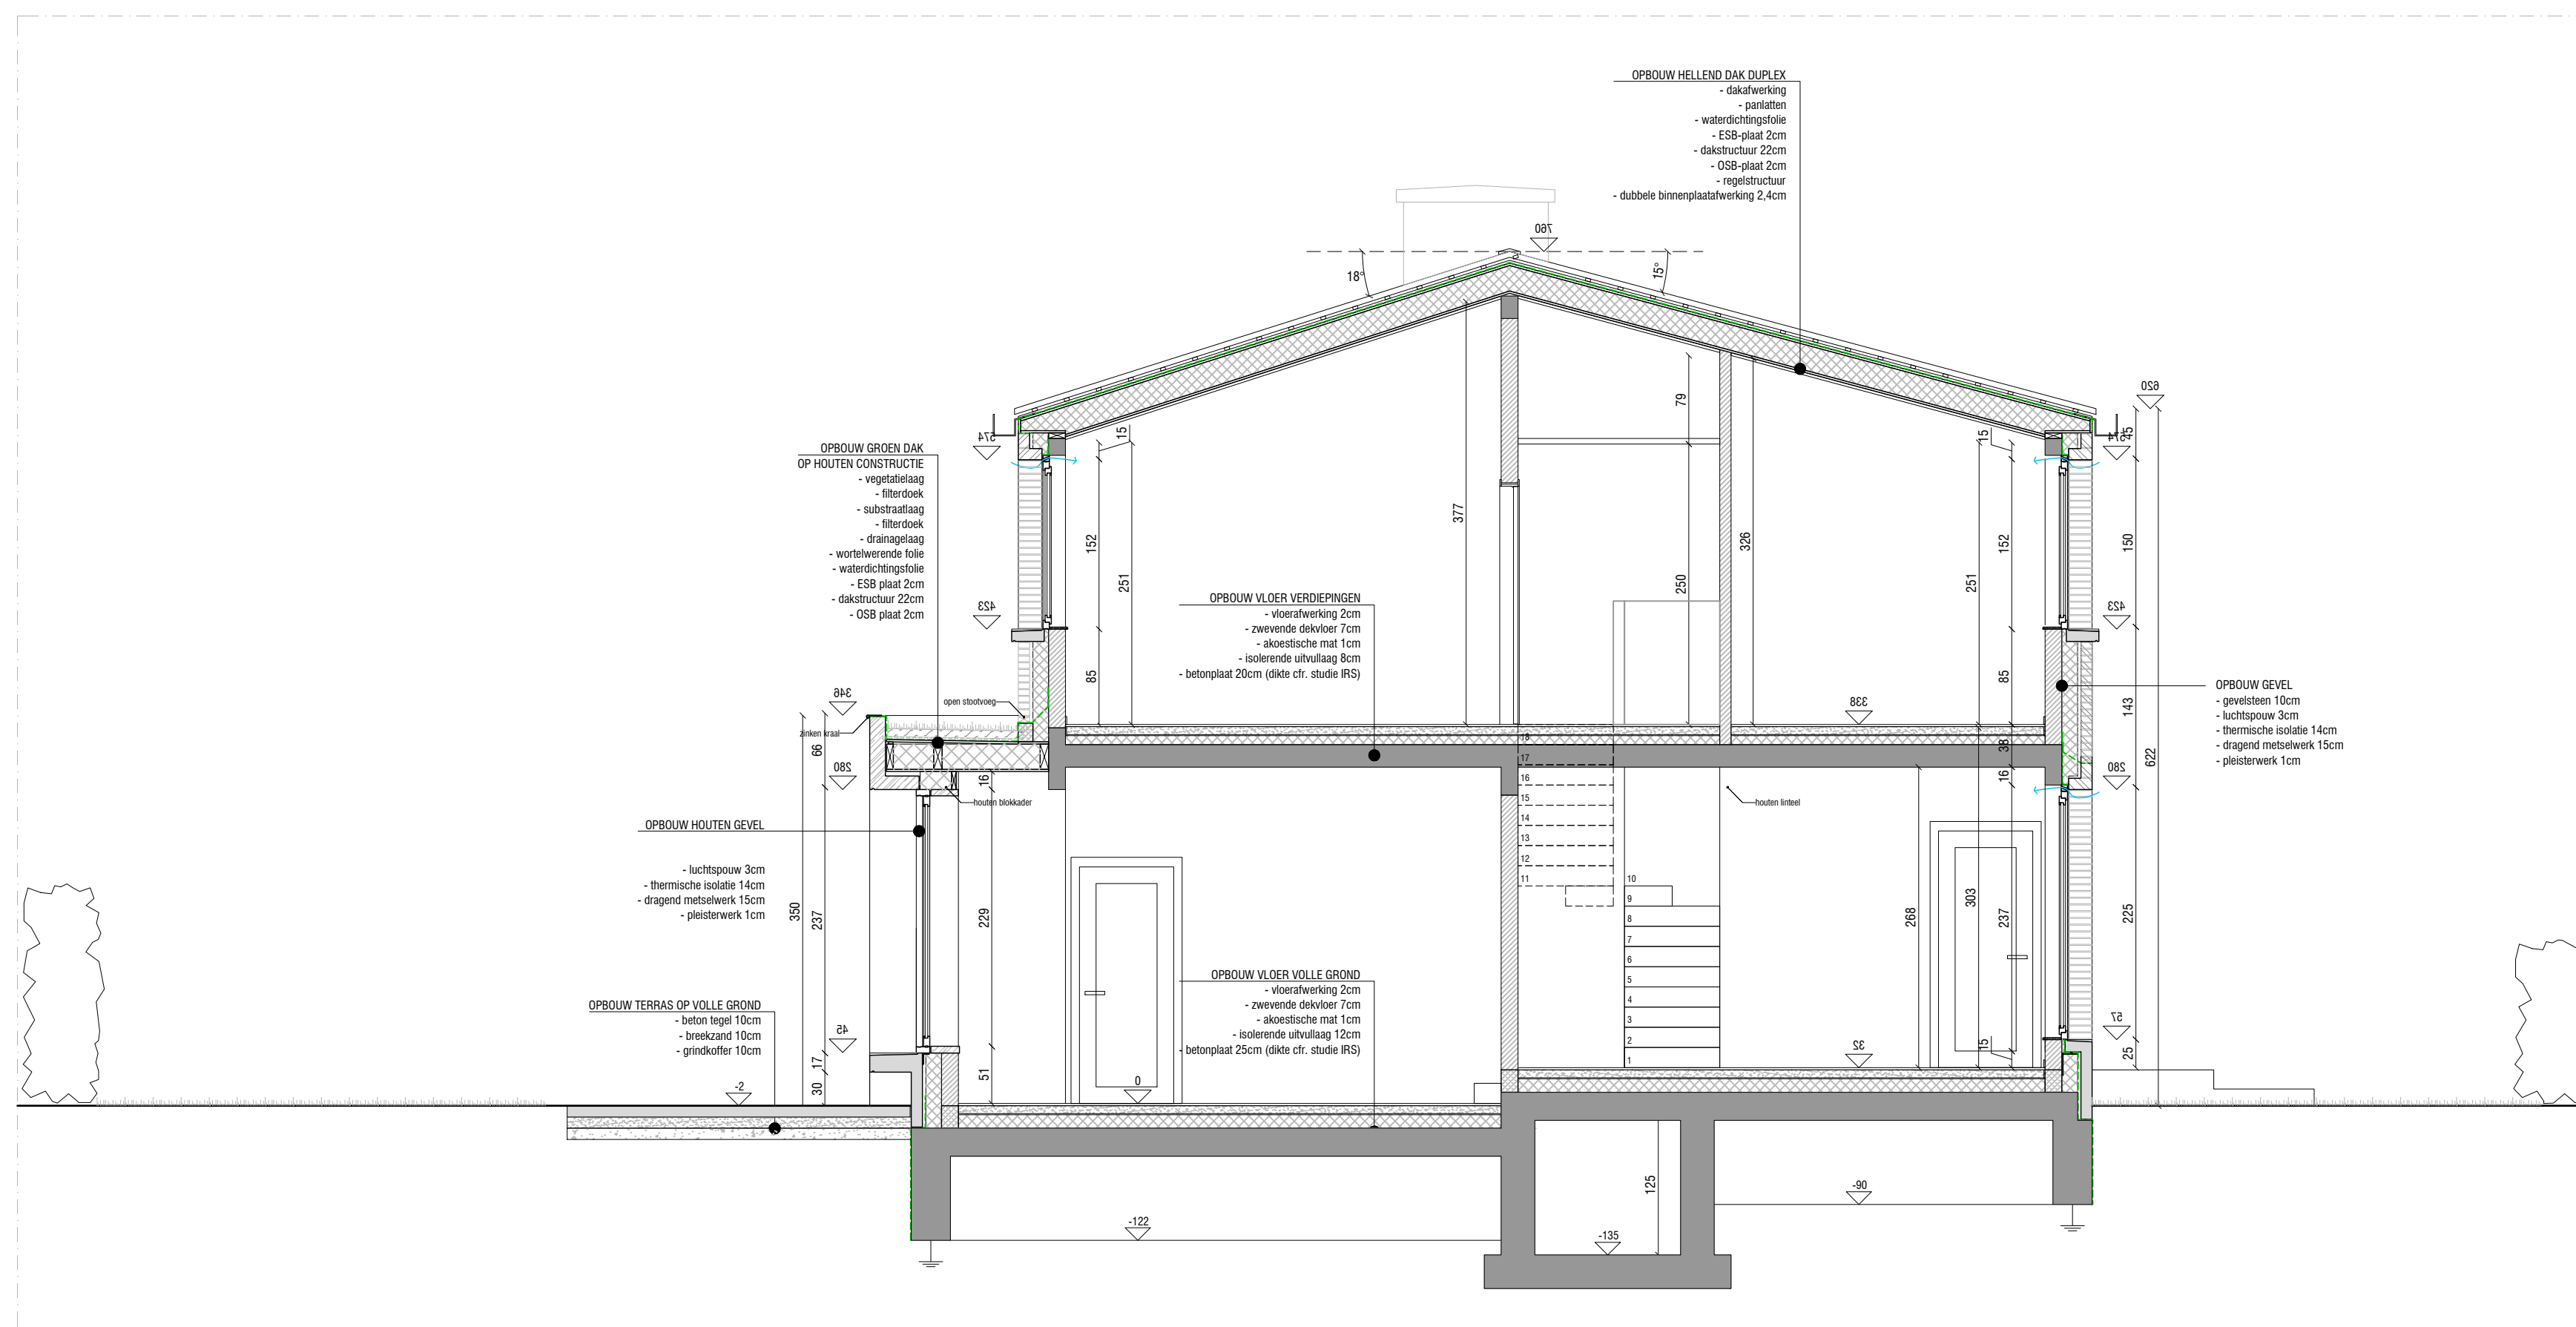 OPBOUW HELLEND DAK DUPLEX
- dakafwerking
- panlatten
- waterdichtingsfolie
- ESB-plaat 2cm
- dakstructuur 22cm
- OSB-plaat 2cm
- regelstructuur
- dubbele binnenplaatafwerking 2,4cm
760
18°
15°
620
OPBOUW GROEN DAK
OP HOUTEN CONSTRUCTIE
- vegetatielaag
- filterdoek
- substraatlaag
- filterdoek
- drainagelaag
- wortelwerende folie
- waterdichtingsfolie
- ESB plaat 2cm
- dakstructuur 22cm
- OSB plaat 2cm
574
423
15
152
251
85
377
79
250
326
15
251
152
85
574
45
150
423
143
622
280
225
57
25
OPBOUW VLOER VERDIEPINGEN
- vloerafwerking 2cm
- zwevende dekvloer 7cm
- akoestische mat 1cm
- isolerende uitvullaag 8cm
- betonplaat 20cm (dikte cfr. studie IRS)
338
OPBOUW GEVEL
- gevelsteen 10cm
- luchtspouw 3cm
- thermische isolatie 14cm
- dragend metselwerk 15cm
- pleisterwerk 1cm
346
open stootvoeg
zinken kraal
66
280
16
houten blokkader
houten linteel
38
16
OPBOUW HOUTEN GEVEL
- luchtspouw 3cm
- thermische isolatie 14cm
- dragend metselwerk 15cm
- pleisterwerk 1cm
350
237
229
18
17
16
15
14
13
12
11
10
9
8
7
6
5
4
3
2
1
268
303
237
15
32
OPBOUW VLOER VOLLE GROND
- vloerafwerking 2cm
- zwevende dekvloer 7cm
- akoestische mat 1cm
- isolerende uitvullaag 12cm
- betonplaat 25cm (dikte cfr. studie IRS)
OPBOUW TERRAS OP VOLLE GROND
- beton tegel 10cm
- breekzand 10cm
- grindkoffer 10cm
45
17
30
51
-2
0
125
-90
-122
-135